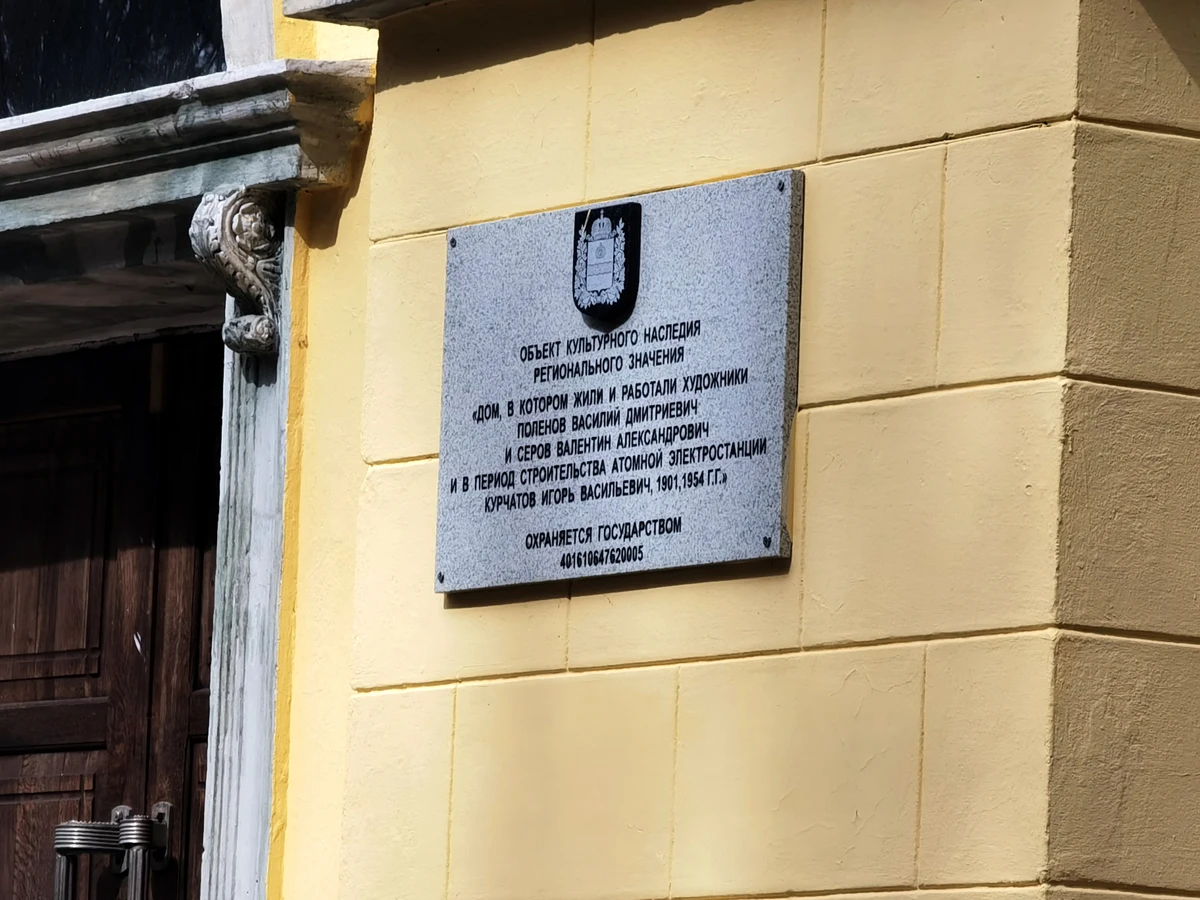 ОБЪЕКТ КУЛЬТУРНОГО НАСЛЕДИЯ
РЕГИОНАЛЬНОГО ЗНАЧЕНИЯ
«ДОМ, В КОТОРОМ ЖИЛИ И РАБОТАЛИ ХУДОЖНИКИ
ПОЛЕНОВ ВАСИЛИЙ ДМИТРИЕВИЧ
И СЕРОВ ВАЛЕНТИН АЛЕКСАНДРОВИЧ
И В ПЕРИОД СТРОИТЕЛЬСТВА АТОМНОЙ ЭЛЕКТРОСТАНЦИИ
КУРЧАТОВ ИГОРЬ ВАСИЛЬЕВИЧ, 1901,1954 Г.Г.»
ОХРАНЯЕТСЯ ГОСУДАРСТВОМ
401610647620005